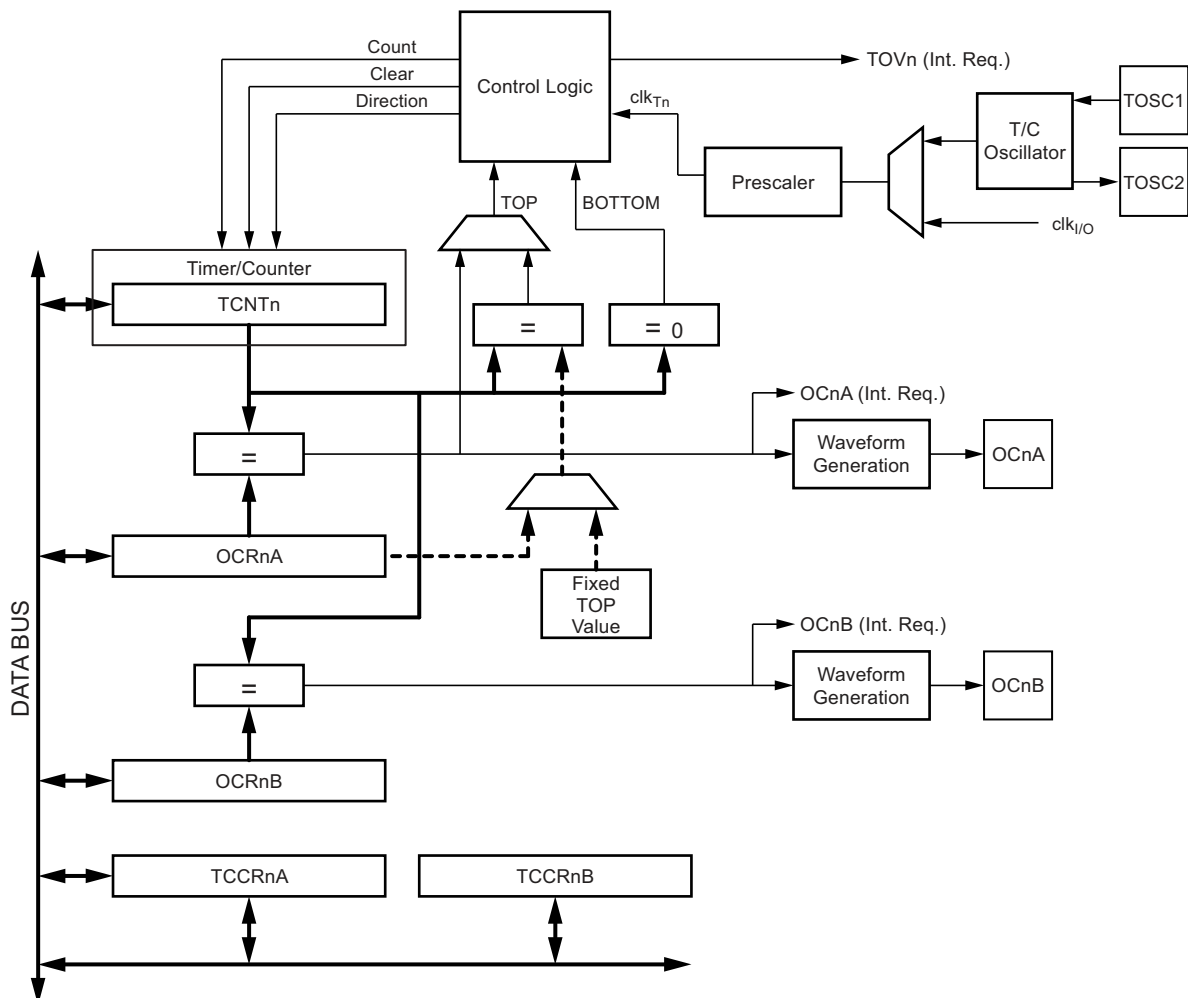 Count
Clear
Direction
Control Logic
TOVn (Int. Req.)
clkTn
TOSC1
T/C
Oscillator
TOSC2
Prescaler
clkI/O
TOP
BOTTOM
Timer/Counter
TCNTn
=
= 0
OCnA (Int. Req.)
=
Waveform
Generation
OCnA
OCRnA
Fixed
TOP
Value
OCnB (Int. Req.)
=
Waveform
Generation
OCnB
DATA BUS
OCRnB
TCCRnA
TCCRnB